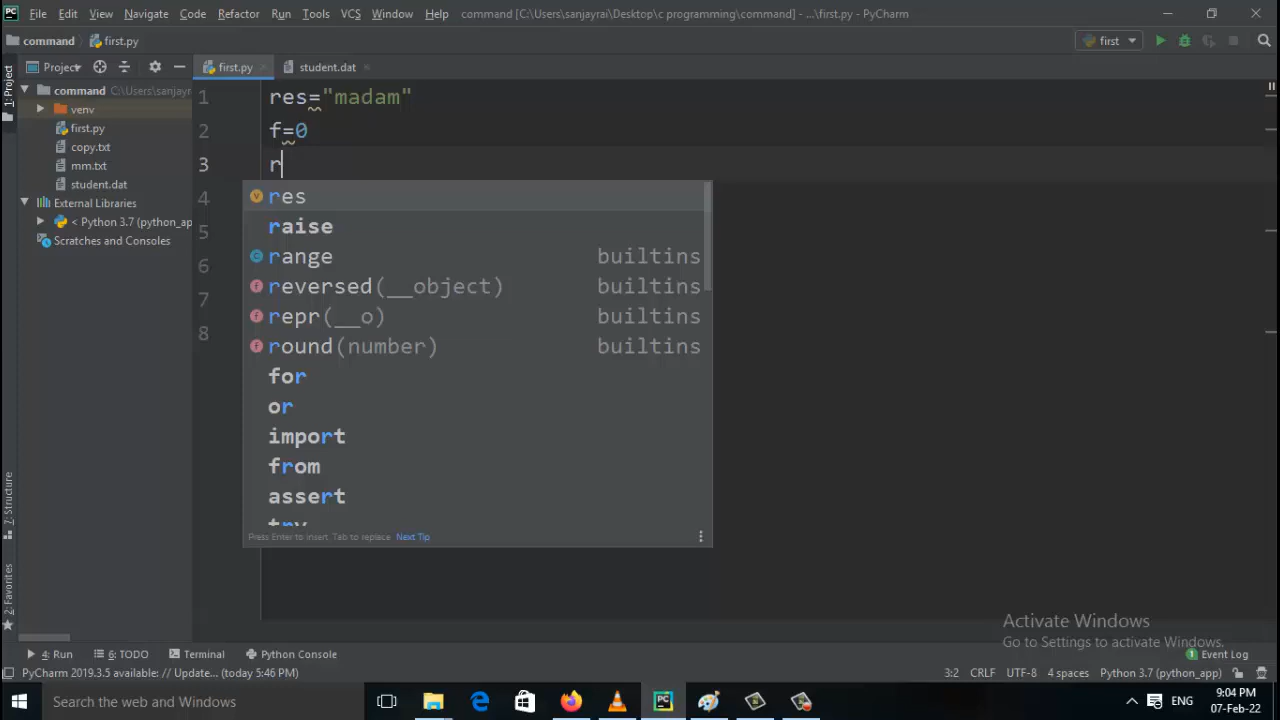 File Edit View Navigate Code Refactor Run Tools VCS Window Help command [C:\Users\sanjayrai\Desktop\c programming\command] - ...\first.py - PyCharm
command first.py first
1: Project
Project
first.py student.dat
command C:\Users\sanjayrai
venv
first.py
copy.txt
mm.txt
student.dat
External Libraries
< Python 3.7 (python_ap
Scratches and Consoles
1 res="madam"
2 f=0
3 r
4
5
6
7
8
res
raise
range builtins
reversed(__object) builtins
repr(__o) builtins
round(number) builtins
for
or
import
from
assert
try
Press Enter to insert, Tab to replace Next Tip
7: Structure
2: Favorites
Activate Windows
Go to Settings to activate Windows.
4: Run 6: TODO Terminal Python Console 1 Event Log
PyCharm 2019.3.5 available: // Update... (today 5:46 PM) 3:2 CRLF UTF-8 4 spaces Python 3.7 (python_app)
Search the web and Windows
PC
ENG
9:04 PM
07-Feb-22